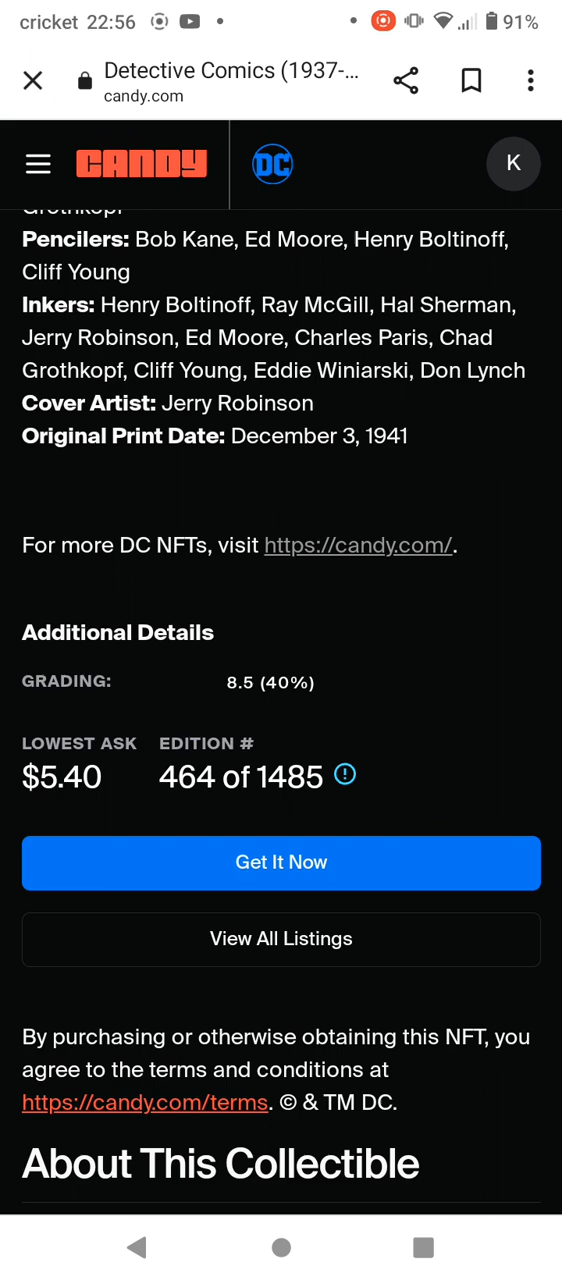 cricket 22:56 91%
Detective Comics (1937-...
candy.com
CANDY DC K
Grothkopf
Pencilers: Bob Kane, Ed Moore, Henry Boltinoff,
Cliff Young
Inkers: Henry Boltinoff, Ray McGill, Hal Sherman,
Jerry Robinson, Ed Moore, Charles Paris, Chad
Grothkopf, Cliff Young, Eddie Winiarski, Don Lynch
Cover Artist: Jerry Robinson
Original Print Date: December 3, 1941
For more DC NFTs, visit https://candy.com/.
Additional Details
GRADING: 8.5 (40%)
LOWEST ASK EDITION #
$5.40 464 of 1485
Get It Now
View All Listings
By purchasing or otherwise obtaining this NFT, you
agree to the terms and conditions at
https://candy.com/terms. © & TM DC.
About This Collectible